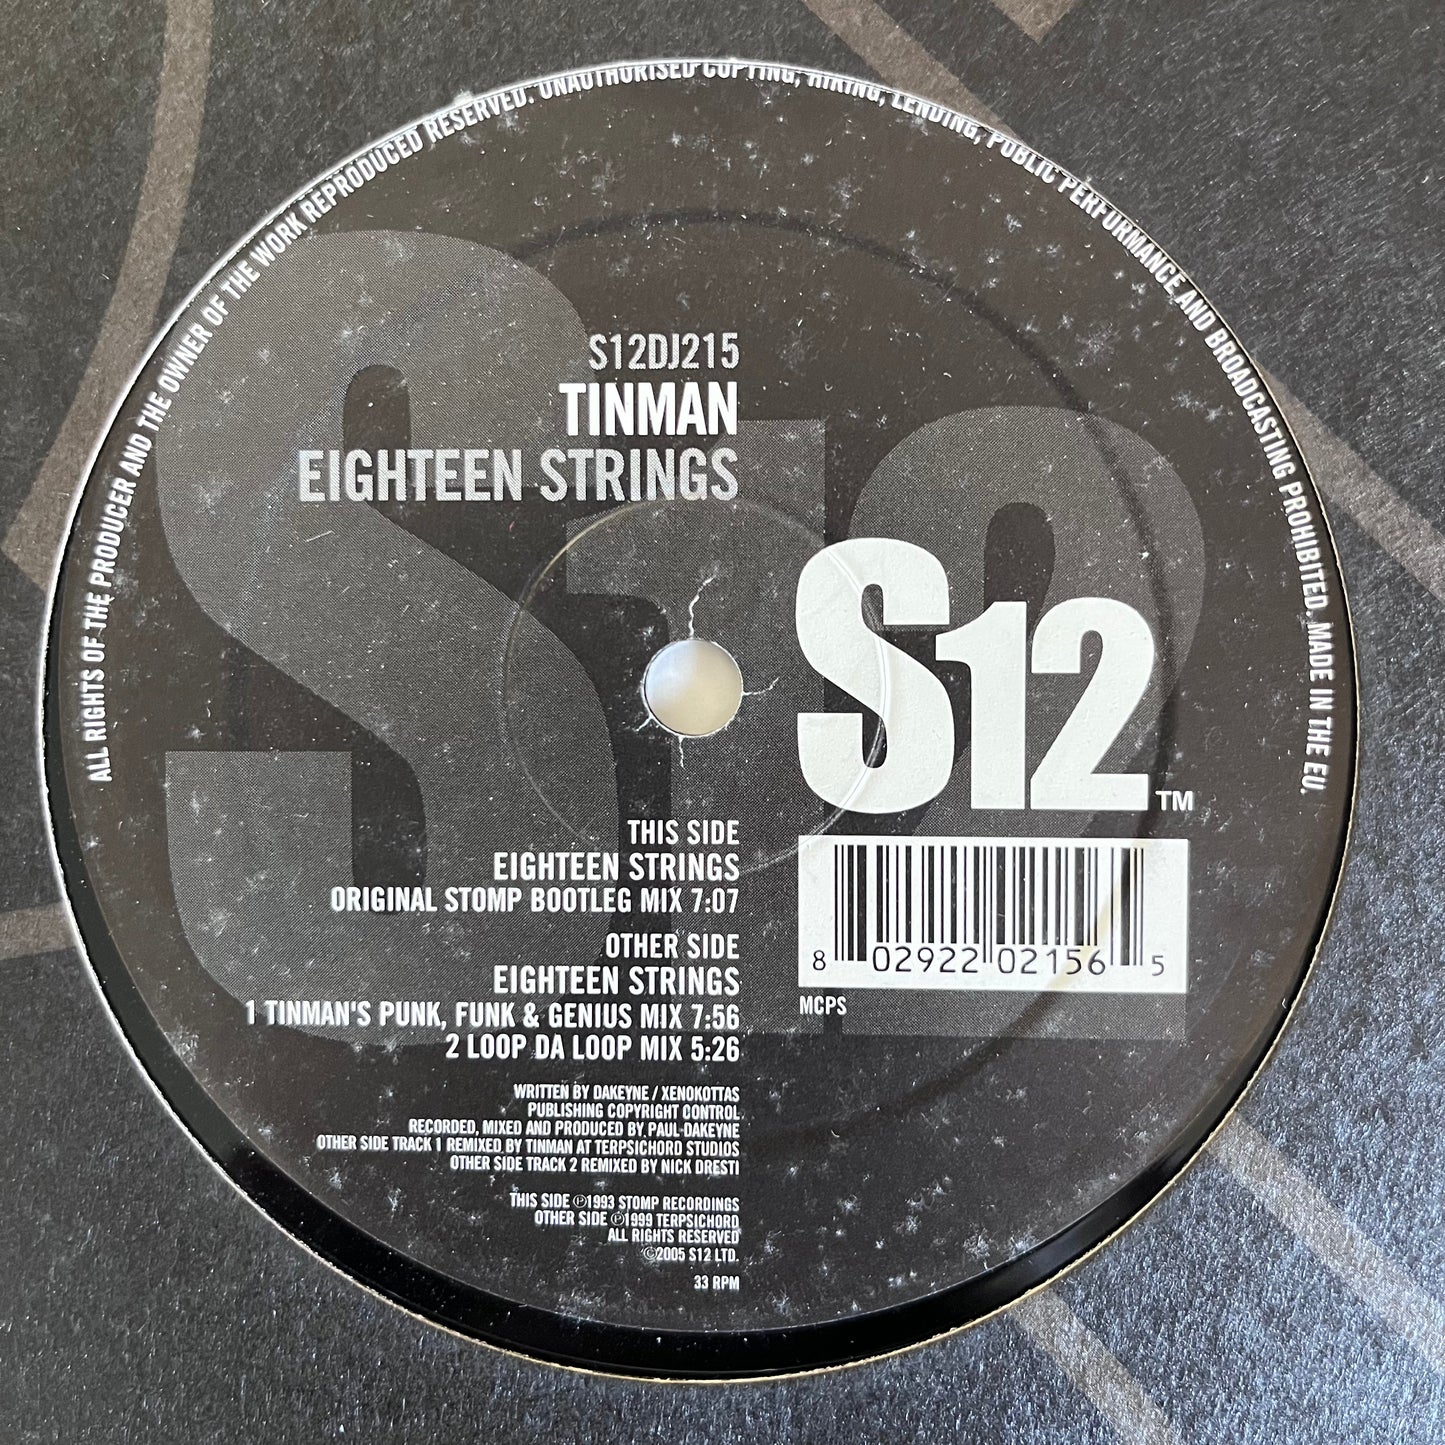 ALL RIGHTS OF THE PRODUCER AND THE OWNER OF THE WORK REPRODUCED RESERVED. UNAUTHORISED COPYING, HIRING, LENDING, PUBLIC PERFORMANCE AND BROADCASTING PROHIBITED. MADE IN THE EU.
S12
S12DJ215
TINMAN
EIGHTEEN STRINGS
S12™
THIS SIDE
EIGHTEEN STRINGS
ORIGINAL STOMP BOOTLEG MIX 7:07
OTHER SIDE
EIGHTEEN STRINGS
1 TINMAN'S PUNK, FUNK & GENIUS MIX 7:56
2 LOOP DA LOOP MIX 5:26
8 02922 02156 5
MCPS
WRITTEN BY DAKEYNE / XENOKOTTAS
PUBLISHING COPYRIGHT CONTROL
RECORDED, MIXED AND PRODUCED BY PAUL DAKEYNE
OTHER SIDE TRACK 1 REMIXED BY TINMAN AT TERPSICHORD STUDIOS
OTHER SIDE TRACK 2 REMIXED BY NICK DRESTI
THIS SIDE ℗1993 STOMP RECORDINGS
OTHER SIDE ℗1999 TERPSICHORD
ALL RIGHTS RESERVED
©2005 S12 LTD.
33 RPM